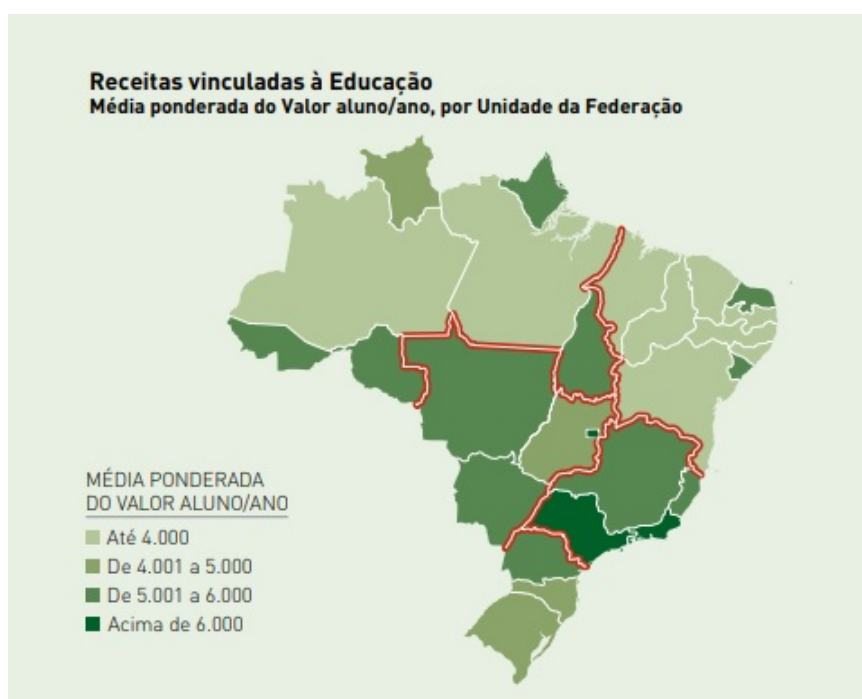 Receitas vinculadas à Educação
Média ponderada do Valor aluno/ano, por Unidade da Federação
MÉDIA PONDERADA
DO VALOR ALUNO/ANO
Até 4.000
De 4.001 a 5.000
De 5.001 a 6.000
Acima de 6.000